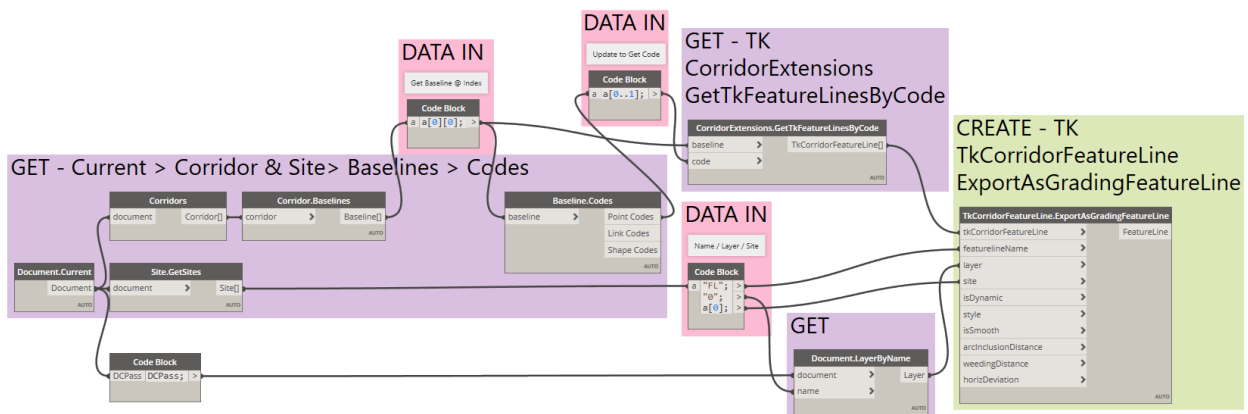 DATA IN
Get Baseline @ Index
Code Block
a a[0][0]; >
DATA IN
Update to Get Code
Code Block
a a[0..1]; >
GET - TK
CorridorExtensions
GetTkFeatureLinesByCode
CorridorExtensions.GetTkFeatureLinesByCode
baseline > TkCorridorFeatureLine[]
code >
AUTO
GET - Current > Corridor & Site> Baselines > Codes
Corridors
document Corridor[]
Corridor.Baselines
corridor > Baseline[]
AUTO
Baseline.Codes
baseline > Point Codes
Link Codes
Shape Codes
AUTO
Document.Current
Document
AUTO
Site.GetSites
document > Site[]
AUTO
Code Block
DCPass DCPass; >
DATA IN
Name / Layer / Site
Code Block
a "FL"; >
"0"; >
a[0]; >
GET
Document.LayerByName
document > Layer
name >
AUTO
CREATE - TK
TkCorridorFeatureLine
ExportAsGradingFeatureLine
TkCorridorFeatureLine.ExportAsGradingFeatureLine
tkCorridorFeatureLine > FeatureLine
featurelineName >
layer >
site >
isDynamic >
style >
isSmooth >
arcInclusionDistance >
weedingDistance >
horizDeviation >
AUTO